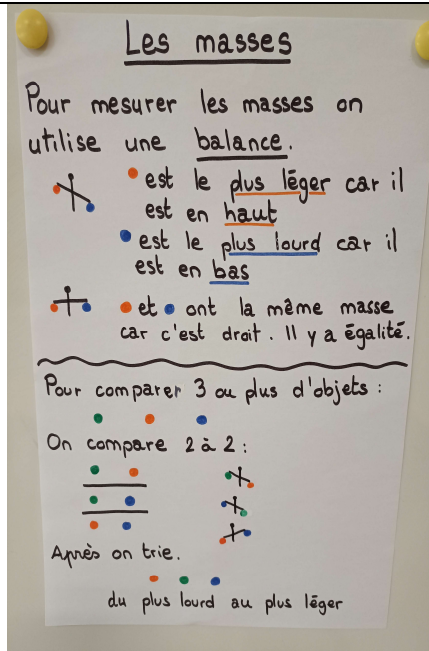 Les masses
Pour mesurer les masses on
utilise une balance.
est le plus léger car il
est en haut
est le plus lourd car il
est en bas
et ont la même masse
car c'est droit. Il y a égalité.
Pour comparer 3 ou plus d'objets :
On compare 2 à 2 :
Après on trie.
du plus lourd au plus léger